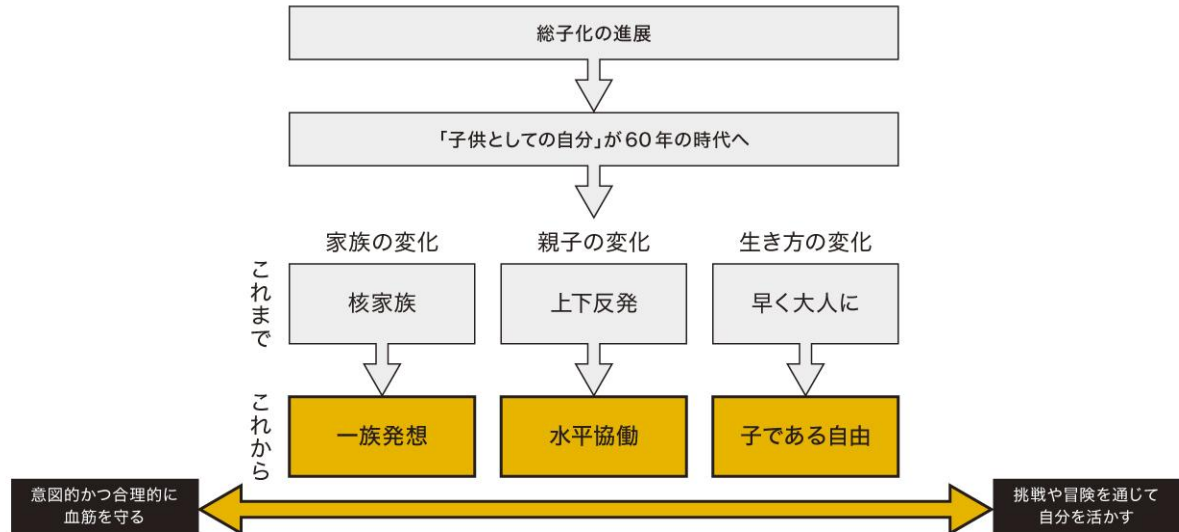 総子化の進展
「子供としての自分」が60年の時代へ
家族の変化
親子の変化
生き方の変化
これまで
核家族
上下反発
早く大人に
これから
一族発想
水平協働
子である自由
意図的かつ合理的に
血筋を守る
挑戦や冒険を通じて
自分を活かす